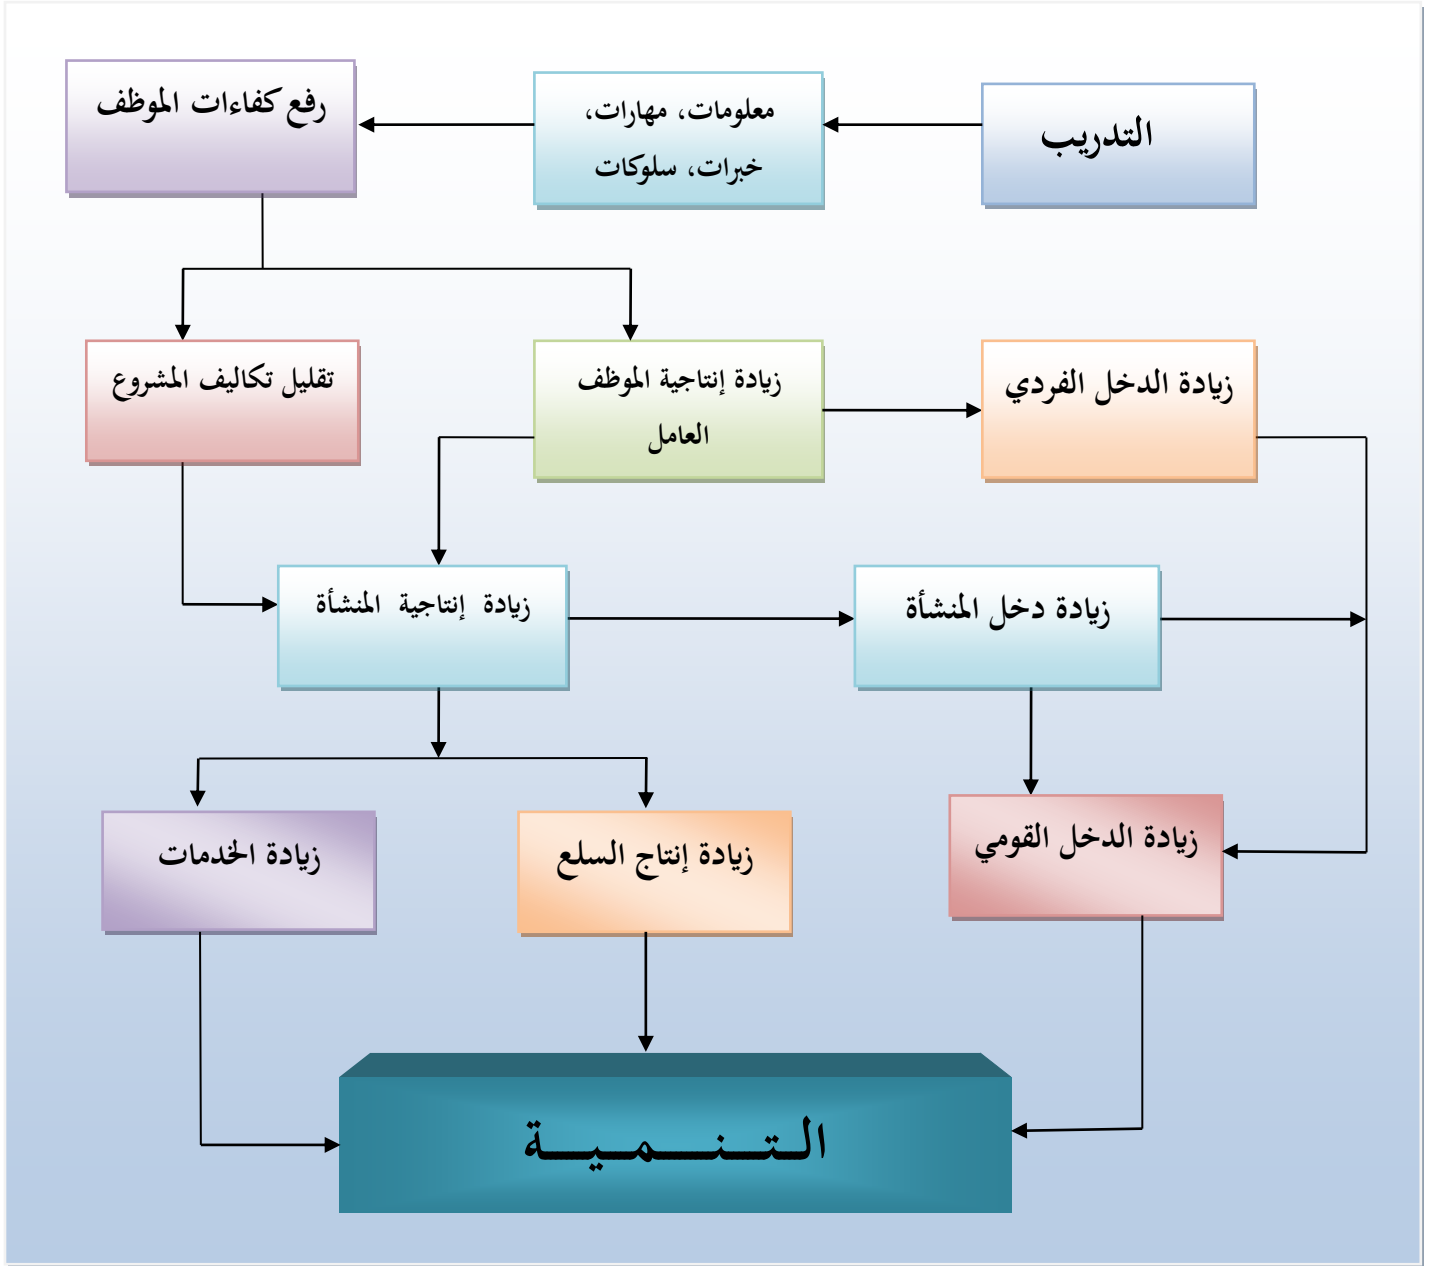 التدريب
معلومات، مهارات،
خبرات، سلوكات
رفع كفاءات الموظف
زيادة الدخل الفردي
زيادة إنتاجية الموظف
العامل
تقليل تكاليف المشروع
زيادة دخل المنشأة
زيادة إنتاجية المنشأة
زيادة الدخل القومي
زيادة إنتاج السلع
زيادة الخدمات
الـتـــنـــمـيـــة